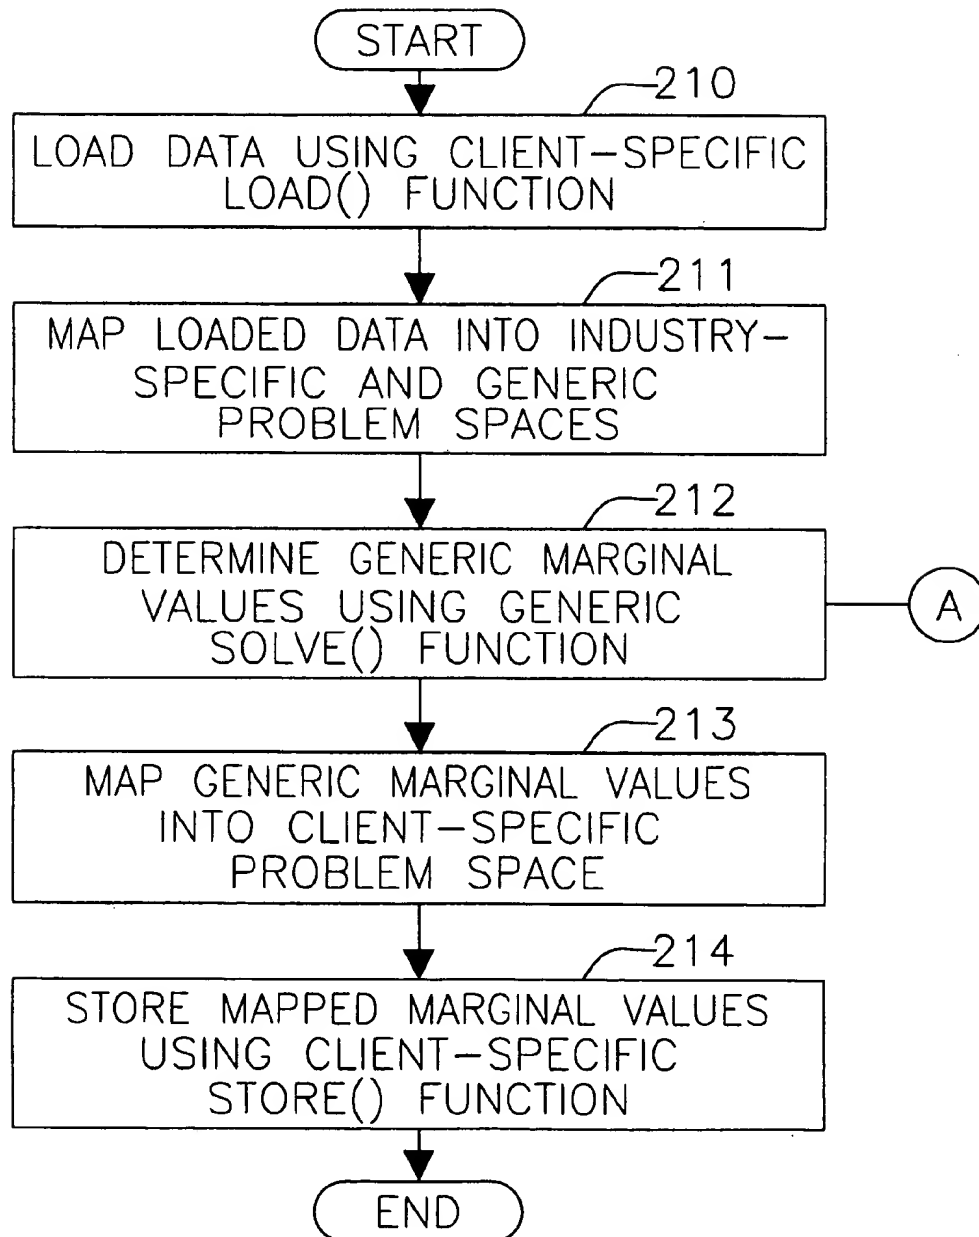 START
210
LOAD DATA USING CLIENT-SPECIFIC
LOAD() FUNCTION
211
MAP LOADED DATA INTO INDUSTRY-
SPECIFIC AND GENERIC
PROBLEM SPACES
212
DETERMINE GENERIC MARGINAL
VALUES USING GENERIC
SOLVE() FUNCTION
A
213
MAP GENERIC MARGINAL VALUES
INTO CLIENT-SPECIFIC
PROBLEM SPACE
214
STORE MAPPED MARGINAL VALUES
USING CLIENT-SPECIFIC
STORE() FUNCTION
END